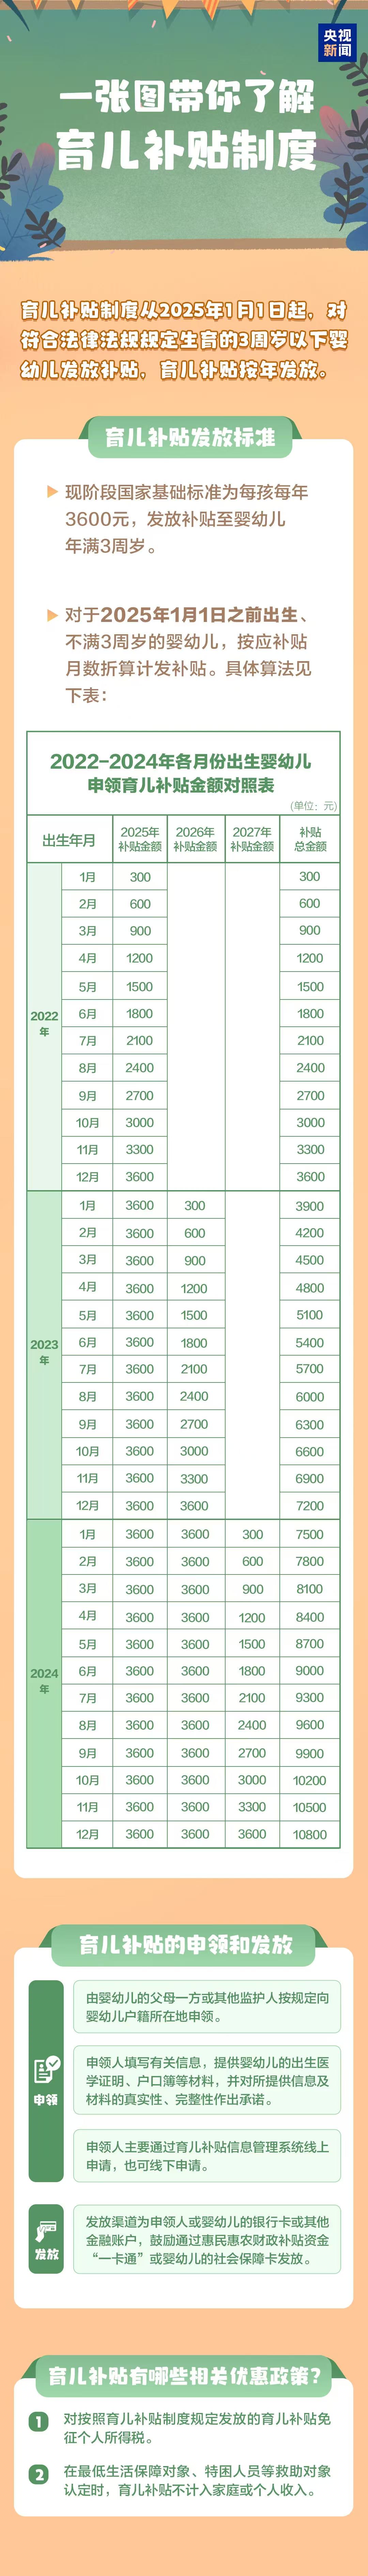 央视
新闻
一张图带你了解
育儿补贴制度
育儿补贴制度从2025年1月1日起，对
符合法律法规规定生育的3周岁以下婴
幼儿发放补贴，育儿补贴按年发放。
育儿补贴发放标准
现阶段国家基础标准为每孩每年
3600元，发放补贴至婴幼儿
年满3周岁。
对于2025年1月1日之前出生、
不满3周岁的婴幼儿，按应补贴
月数折算计发补贴。具体算法见
下表：
2022-2024年各月份出生婴幼儿
申领育儿补贴金额对照表
(单位：元)
出生年月 2025年补贴金额 2026年补贴金额 2027年补贴金额 补贴总金额
2022年
1月 300 300
2月 600 600
3月 900 900
4月 1200 1200
5月 1500 1500
6月 1800 1800
7月 2100 2100
8月 2400 2400
9月 2700 2700
10月 3000 3000
11月 3300 3300
12月 3600 3600
2023年
1月 3600 300 3900
2月 3600 600 4200
3月 3600 900 4500
4月 3600 1200 4800
5月 3600 1500 5100
6月 3600 1800 5400
7月 3600 2100 5700
8月 3600 2400 6000
9月 3600 2700 6300
10月 3600 3000 6600
11月 3600 3300 6900
12月 3600 3600 7200
2024年
1月 3600 3600 300 7500
2月 3600 3600 600 7800
3月 3600 3600 900 8100
4月 3600 3600 1200 8400
5月 3600 3600 1500 8700
6月 3600 3600 1800 9000
7月 3600 3600 2100 9300
8月 3600 3600 2400 9600
9月 3600 3600 2700 9900
10月 3600 3600 3000 10200
11月 3600 3600 3300 10500
12月 3600 3600 3600 10800
育儿补贴的申领和发放
申领
由婴幼儿的父母一方或其他监护人按规定向
婴幼儿户籍所在地申领。
申领人填写有关信息，提供婴幼儿的出生医
学证明、户口簿等材料，并对所提供信息及
材料的真实性、完整性作出承诺。
申领人主要通过育儿补贴信息管理系统线上
申请，也可线下申请。
发放
发放渠道为申领人或婴幼儿的银行卡或其他
金融账户，鼓励通过惠民惠农财政补贴资金
“一卡通”或婴幼儿的社会保障卡发放。
育儿补贴有哪些相关优惠政策？
1 对按照育儿补贴制度规定发放的育儿补贴免
征个人所得税。
2 在最低生活保障对象、特困人员等救助对象
认定时，育儿补贴不计入家庭或个人收入。